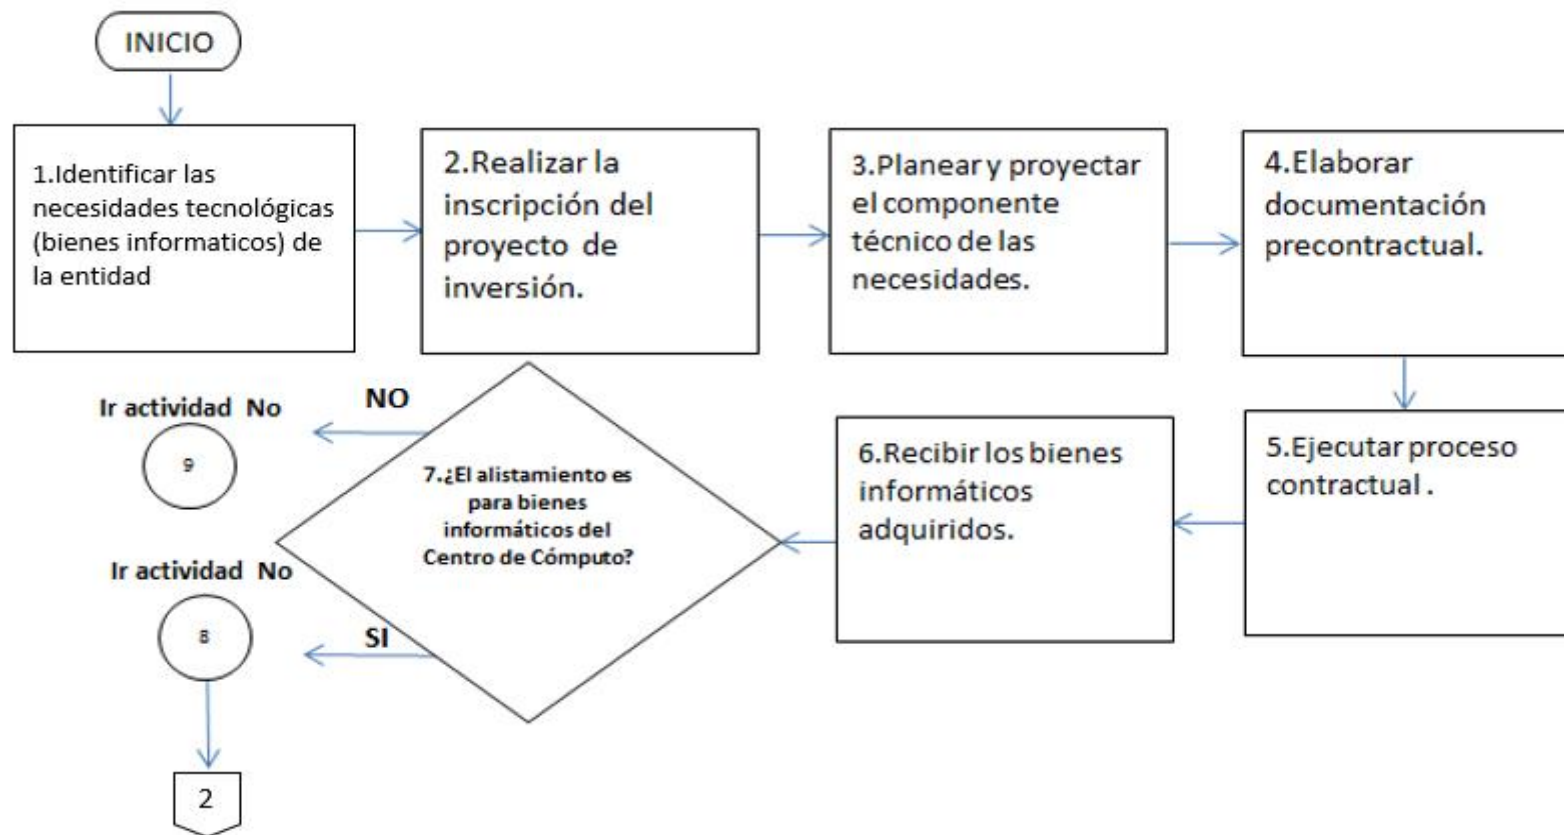 INICIO
1.Identificar las
necesidades tecnológicas
(bienes informaticos) de
la entidad
2.Realizar la
inscripción del
proyecto de
inversión.
3.Planear y proyectar
el componente
técnico de las
necesidades.
4.Elaborar
documentación
precontractual.
5.Ejecutar proceso
contractual .
6.Recibir los bienes
informáticos
adquiridos.
7.¿El alistamiento es
para bienes
informáticos del
Centro de Cómputo?
NO
Ir actividad No
9
SI
Ir actividad No
8
2